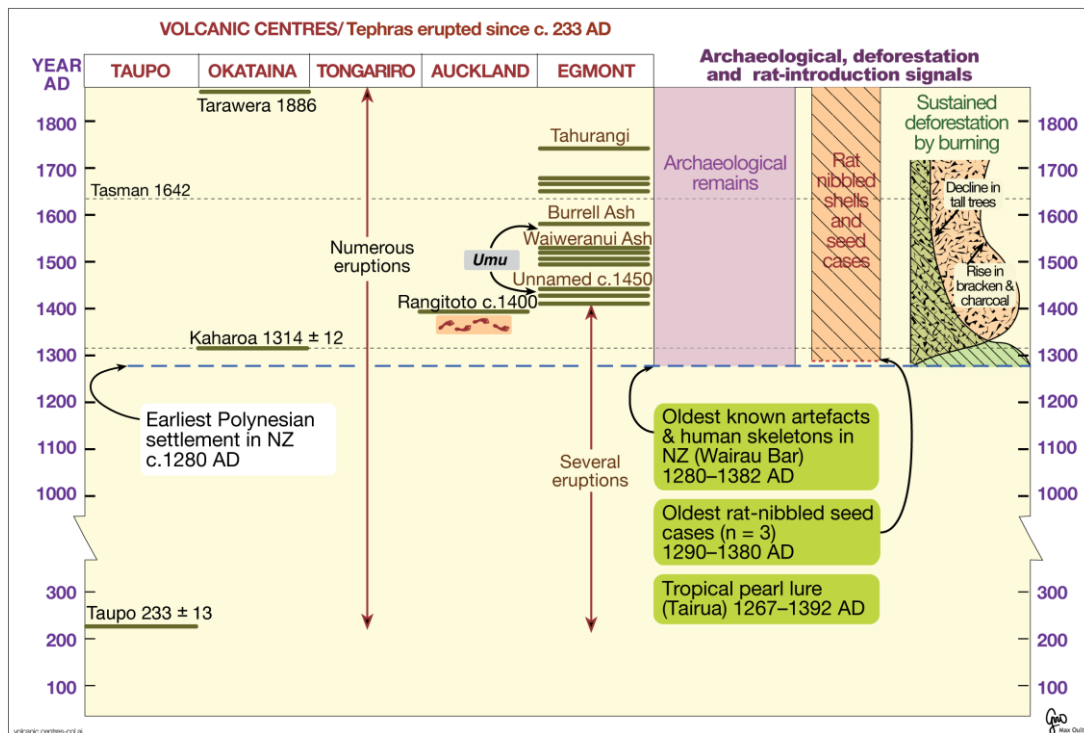 VOLCANIC CENTRES/ Tephras erupted since c. 233 AD
Archaeological, deforestation
and rat-introduction signals
YEAR
AD
TAUPO
OKATAINA
TONGARIRO
AUCKLAND
EGMONT
YEAR
AD
1800
1700
1600
1500
1400
1300
1200
1100
1000
300
200
100
Tarawera 1886
Tasman 1642
Numerous
eruptions
Kaharoa 1314 ± 12
Earliest Polynesian
settlement in NZ
c.1280 AD
Taupo 233 ± 13
Rangitoto c.1400
Umu
Tahurangi
Burrell Ash
Waiweranui Ash
Unnamed c.1450
Several
eruptions
Archaeological
remains
Rat
nibbled
shells
and
seed
cases
Sustained
deforestation
by burning
Decline in
tall trees
Rise in
bracken &
charcoal
Oldest known artefacts
& human skeletons in
NZ (Wairau Bar)
1280–1382 AD
Oldest rat-nibbled seed
cases (n = 3)
1290–1380 AD
Tropical pearl lure
(Tairua) 1267–1392 AD
1800
1700
1600
1500
1400
1300
1200
1100
1000
300
200
100
volcanic centres-col.ai
Max Oulton